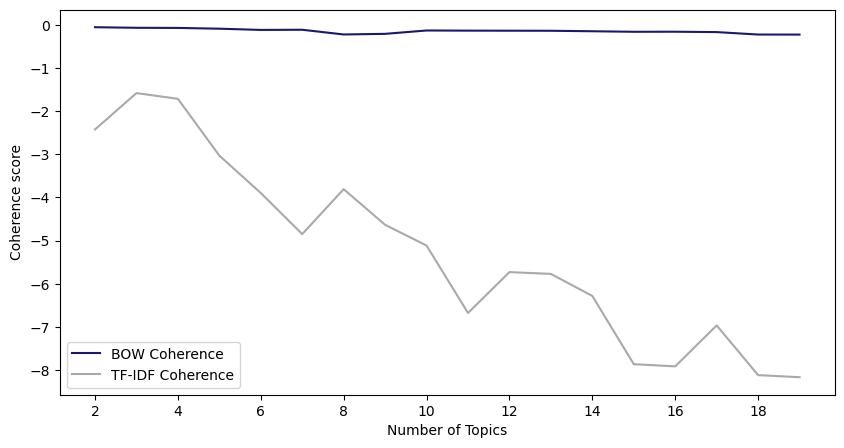 0
−1
−2
−3
−4
−5
−6
−7
−8
Coherence score
BOW Coherence
TF-IDF Coherence
2 4 6 8 10 12 14 16 18
Number of Topics